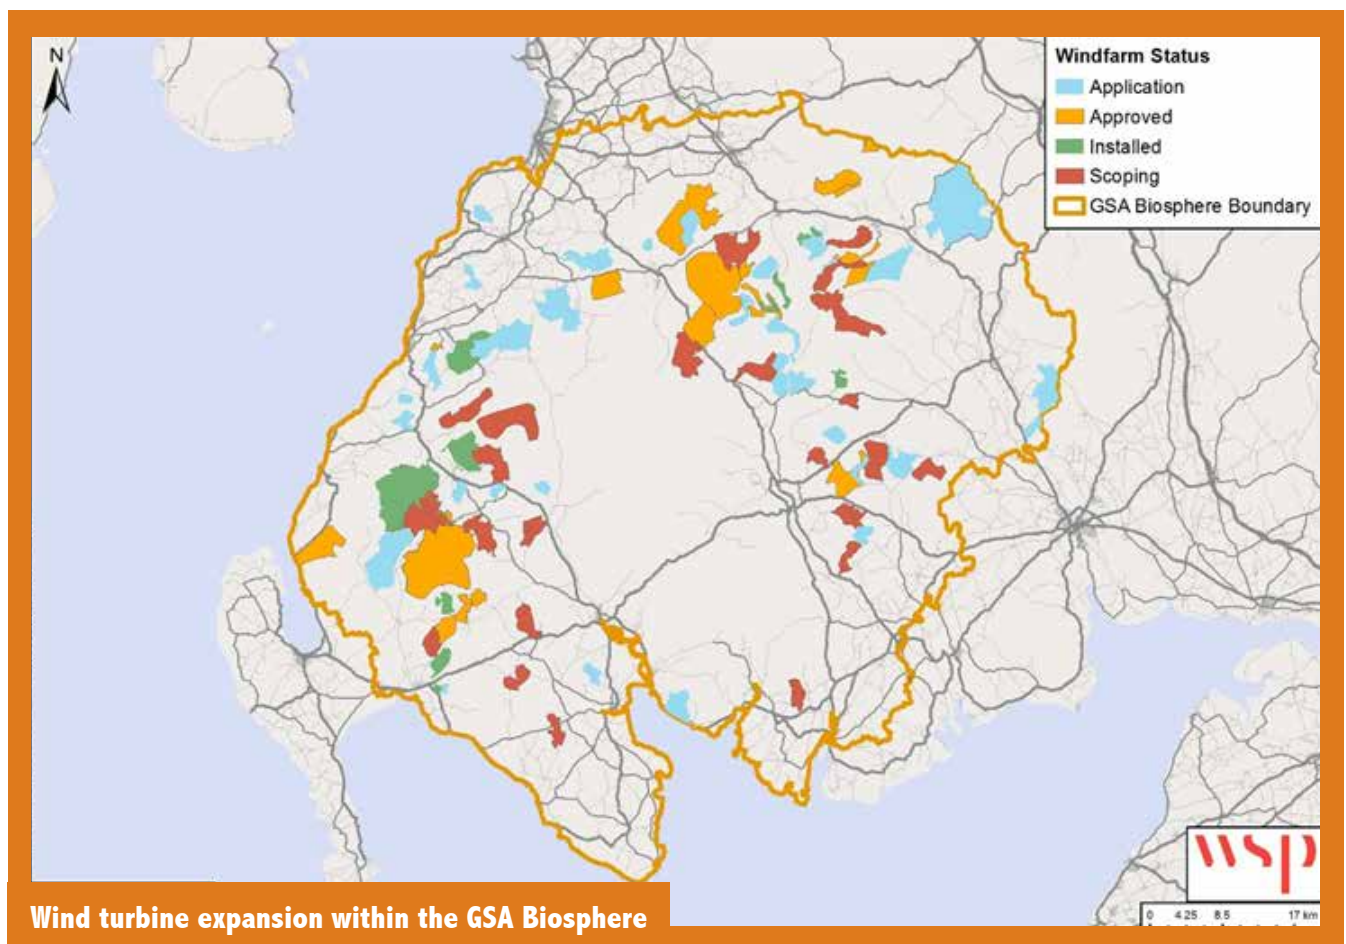 N
Windfarm Status
Application
Approved
Installed
Scoping
GSA Biosphere Boundary
wsp
0 4.25 8.5 17 km
Wind turbine expansion within the GSA Biosphere